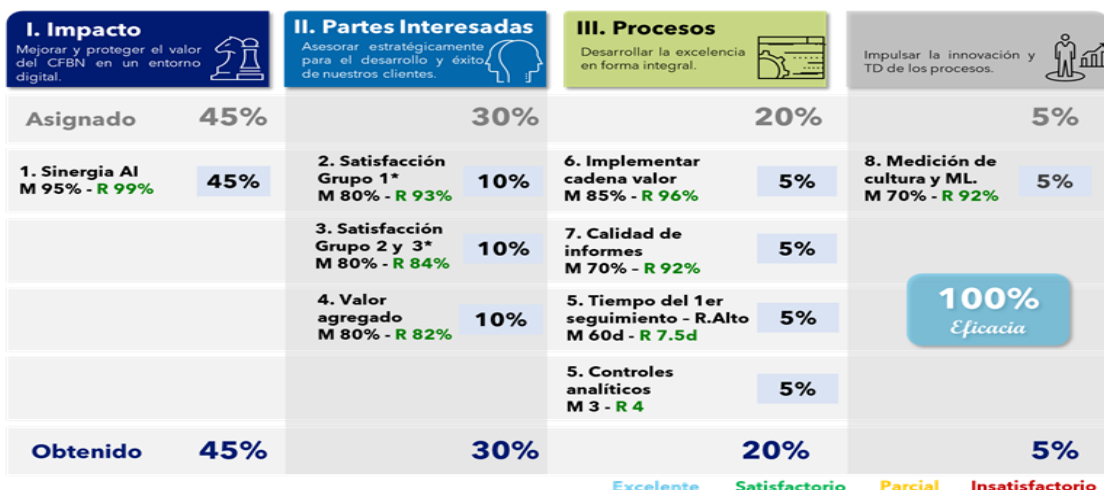 I. Impacto
Mejorar y proteger el valor
del CFBN en un entorno
digital.
II. Partes Interesadas
Asesorar estratégicamente
para el desarrollo y éxito
de nuestros clientes.
III. Procesos
Desarrollar la excelencia
en forma integral.
Impulsar la innovación y
TD de los procesos.
Asignado 45% 30% 20% 5%
1. Sinergia AI
M 95% - R 99%
45%
2. Satisfacción
Grupo 1*
M 80% - R 93%
10%
6. Implementar
cadena valor
M 85% - R 96%
5%
8. Medición de
cultura y ML.
M 70% - R 92%
5%
3. Satisfacción
Grupo 2 y 3*
M 80% - R 84%
10%
7. Calidad de
informes
M 70% - R 92%
5%
4. Valor
agregado
M 80% - R 82%
10%
5. Tiempo del 1er
seguimiento - R.Alto
M 60d - R 7.5d
5%
100%
Eficacia
5. Controles
analíticos
M 3 - R 4
5%
Obtenido 45% 30% 20% 5%
Excelente Satisfactorio Parcial Insatisfactorio